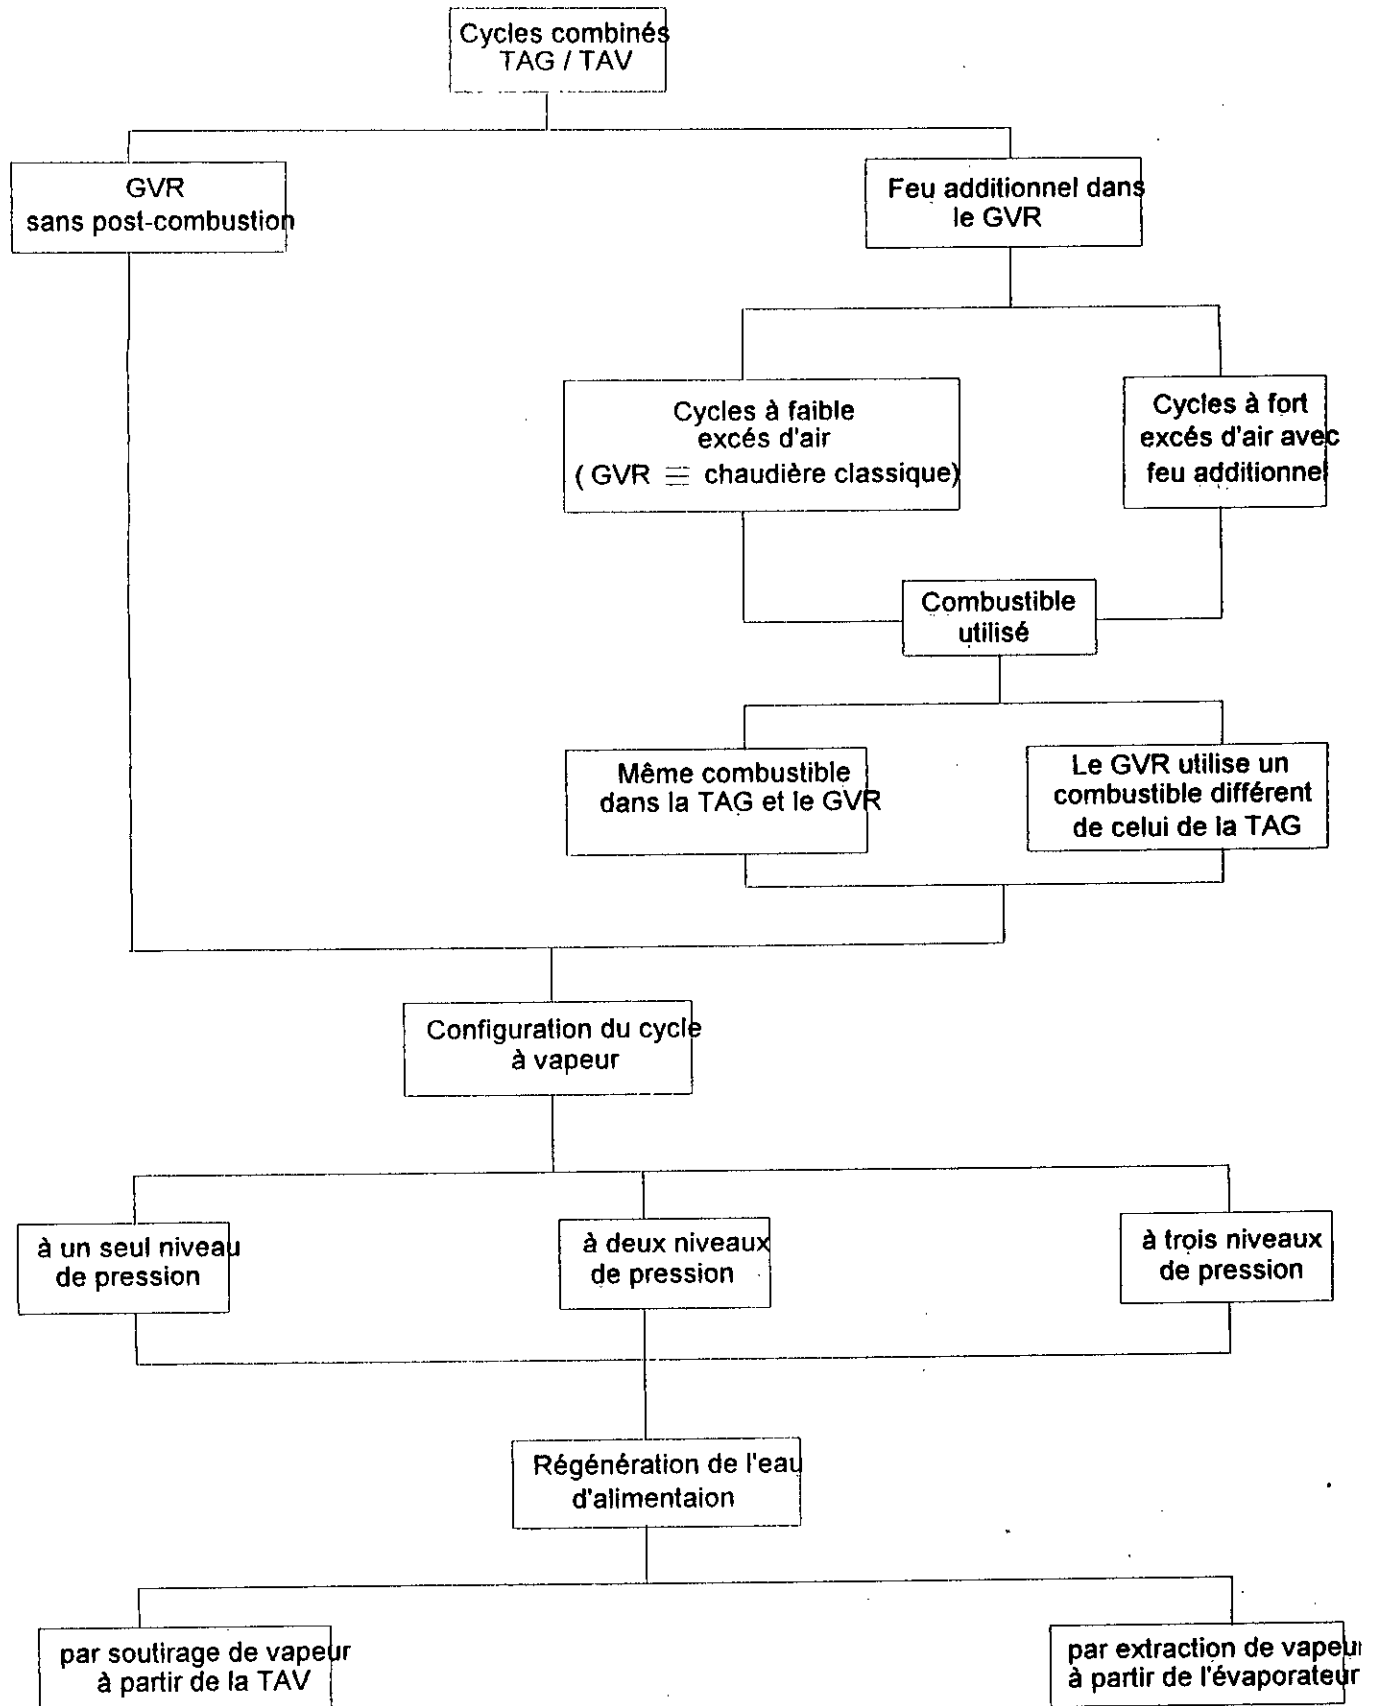 Cycles combinés
TAG / TAV
GVR
sans post-combustion
Feu additionnel dans
le GVR
Cycles à faible
excés d'air
( GVR ≡ chaudière classique)
Cycles à fort
excés d'air avec
feu additionnel
Combustible
utilisé
Même combustible
dans la TAG et le GVR
Le GVR utilise un
combustible différent
de celui de la TAG
Configuration du cycle
à vapeur
à un seul niveau
de pression
à deux niveaux
de pression
à trois niveaux
de pression
Régénération de l'eau
d'alimentaion
par soutirage de vapeur
à partir de la TAV
par extraction de vapeur
à partir de l'évaporateur